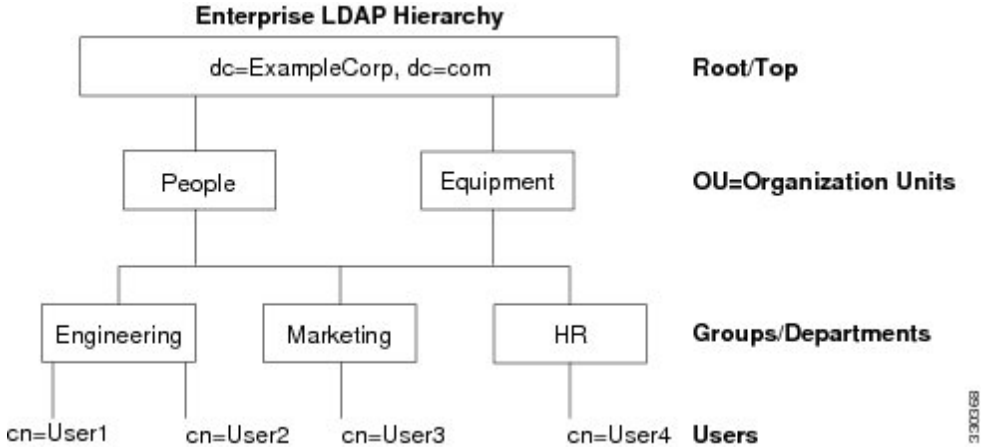 Enterprise LDAP Hierarchy
dc=ExampleCorp, dc=com
Root/Top
People
Equipment
OU=Organization Units
Engineering
Marketing
HR
Groups/Departments
cn=User1
cn=User2
cn=User3
cn=User4
Users
330368